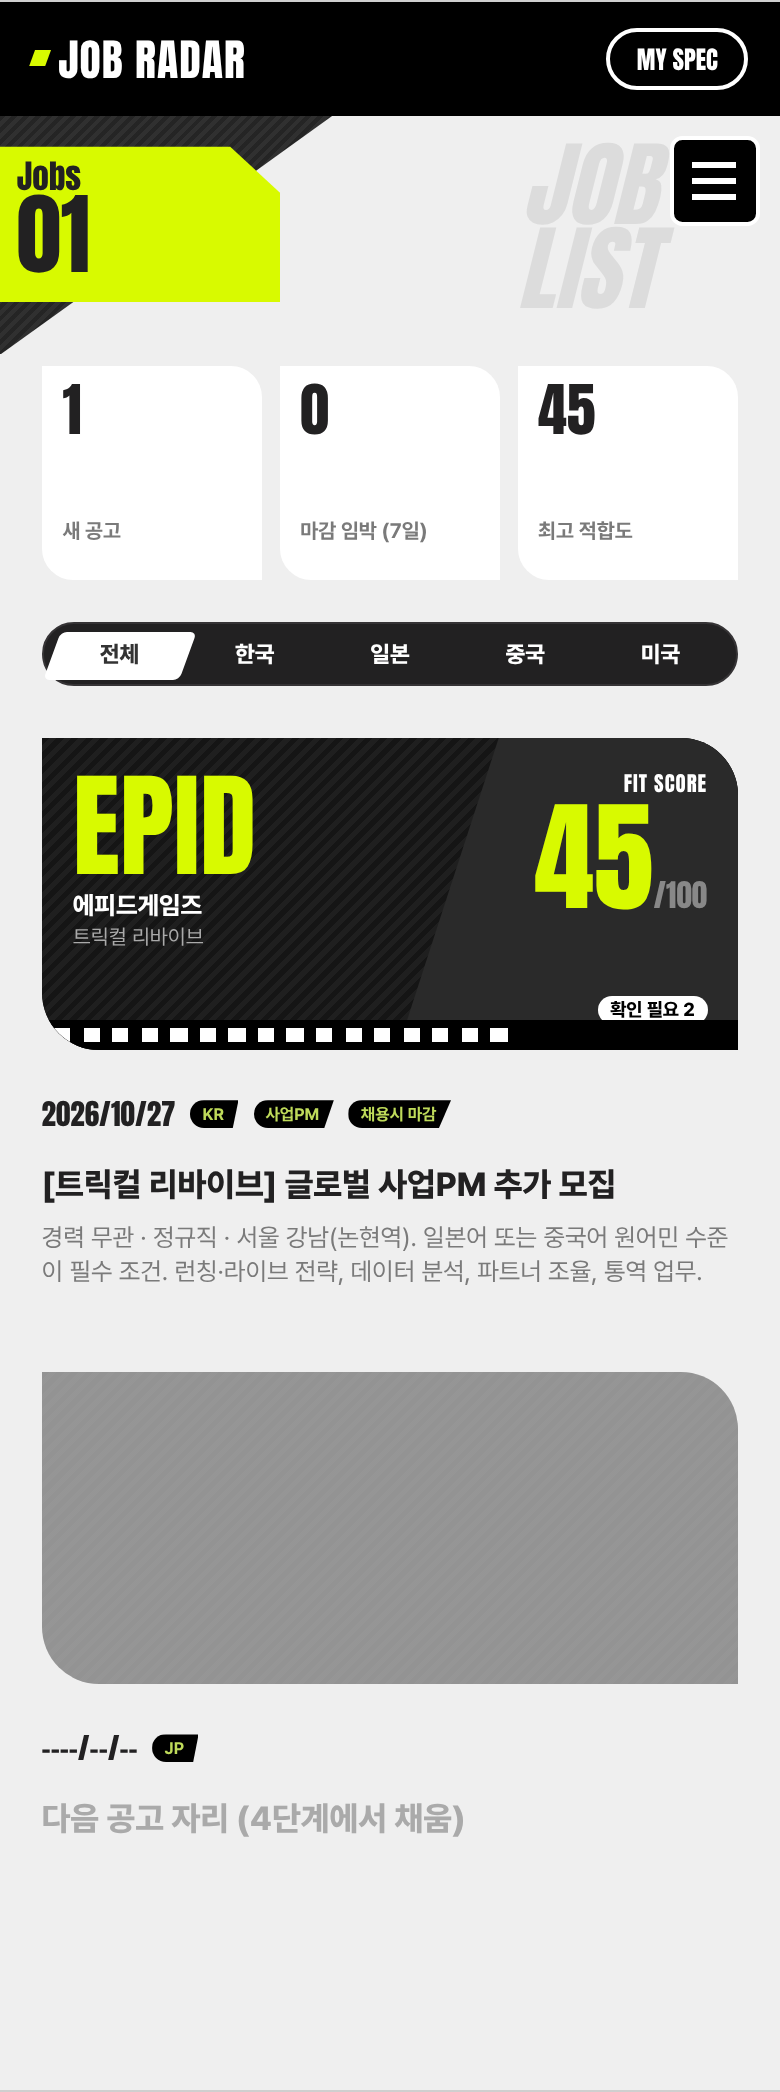 JOB RADAR
MY SPEC
Jobs
01
JOB
LIST
1
새 공고
0
마감 임박 (7일)
45
최고 적합도
전체
한국
일본
중국
미국
EPID
에피드게임즈
트릭컬 리바이브
FIT SCORE
45/100
확인 필요 2
2026/10/27
KR
사업PM
채용시 마감
[트릭컬 리바이브] 글로벌 사업PM 추가 모집
경력 무관 · 정규직 · 서울 강남(논현역). 일본어 또는 중국어 원어민 수준
이 필수 조건. 런칭·라이브 전략, 데이터 분석, 파트너 조율, 통역 업무.
----/--/--
JP
다음 공고 자리 (4단계에서 채움)